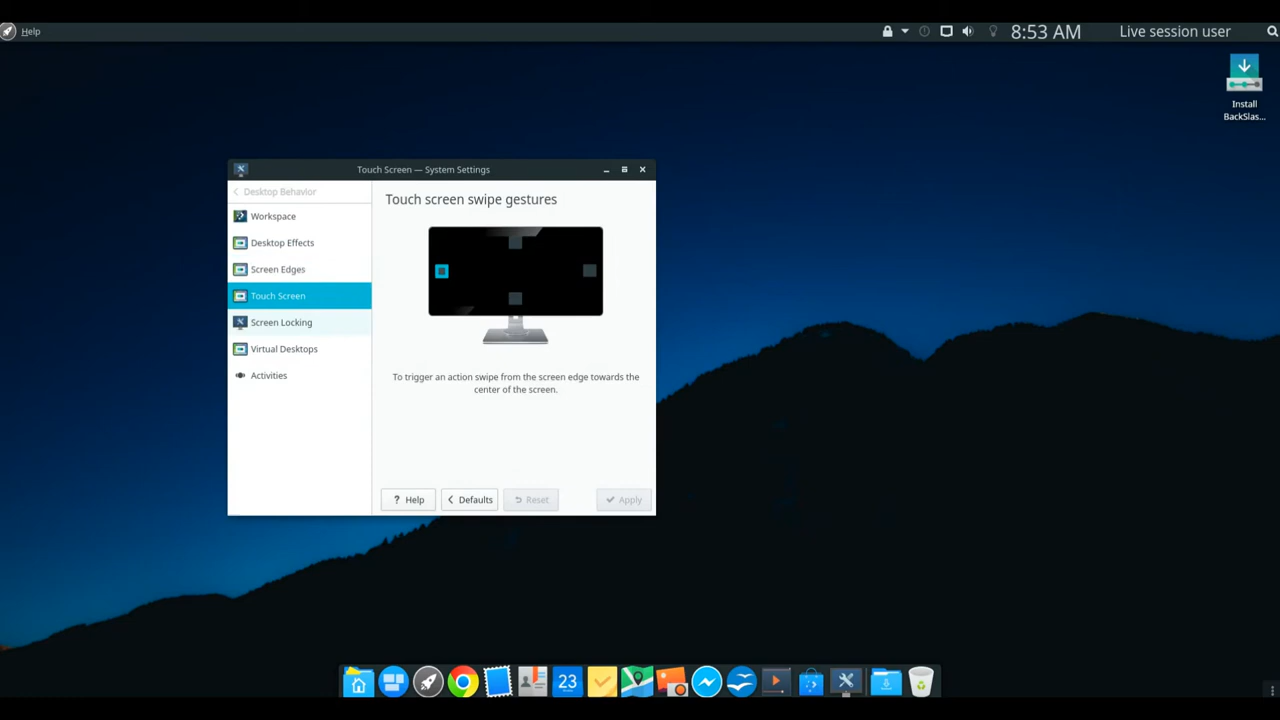 Help
8:53 AM
Live session user
Install
BackSlas...
Touch Screen — System Settings
Desktop Behavior
Workspace
Desktop Effects
Screen Edges
Touch Screen
Screen Locking
Virtual Desktops
Activities
Touch screen swipe gestures
To trigger an action swipe from the screen edge towards the
center of the screen.
? Help
Defaults
Reset
Apply
23